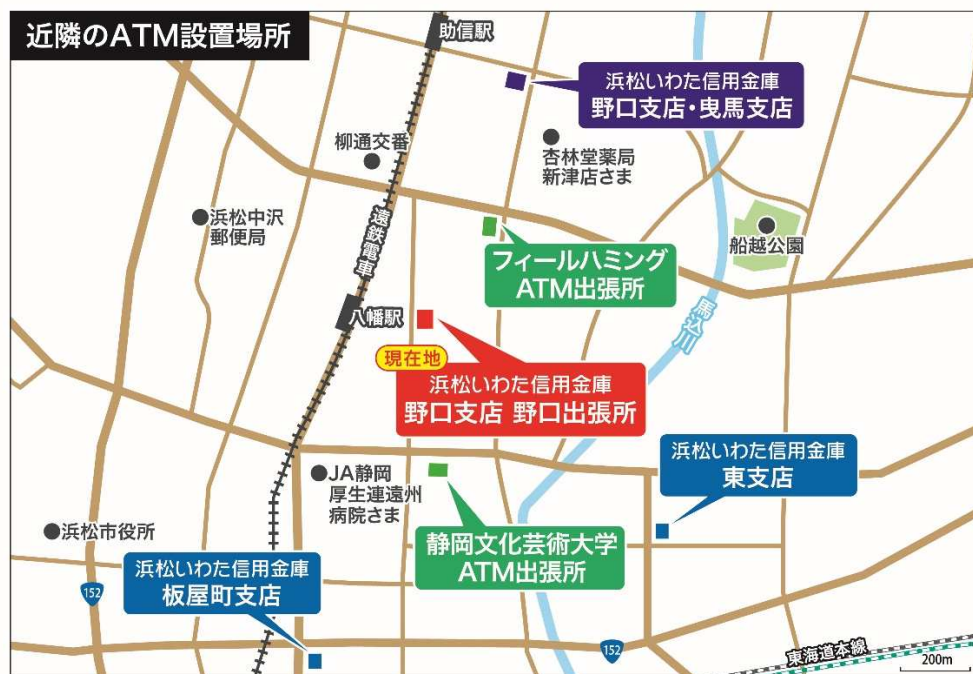 近隣のATM設置場所
助信駅
浜松いわた信用金庫
野口支店・曳馬支店
柳通交番
杏林堂薬局
新津店さま
浜松中沢
郵便局
遠鉄電車
船越公園
フィールハミング
ATM出張所
馬込川
八幡駅
現在地
浜松いわた信用金庫
野口支店 野口出張所
浜松いわた信用金庫
東支店
JA静岡
厚生連遠州
病院さま
浜松市役所
静岡文化芸術大学
ATM出張所
浜松いわた信用金庫
板屋町支店
152
152
東海道本線
200m